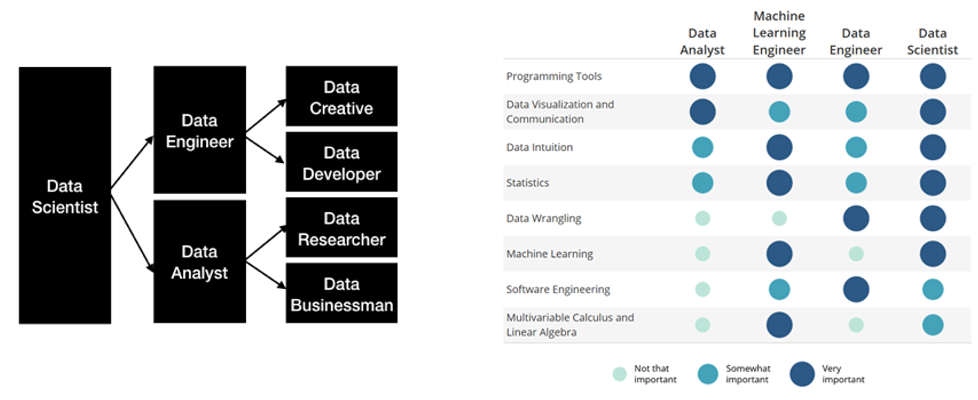 Data
Scientist
Data
Engineer
Data
Analyst
Data
Creative
Data
Developer
Data
Researcher
Data
Businessman
Data
Analyst
Machine
Learning
Engineer
Data
Engineer
Data
Scientist
Programming Tools
Data Visualization and
Communication
Data Intuition
Statistics
Data Wrangling
Machine Learning
Software Engineering
Multivariable Calculus and
Linear Algebra
Not that
important
Somewhat
important
Very
important